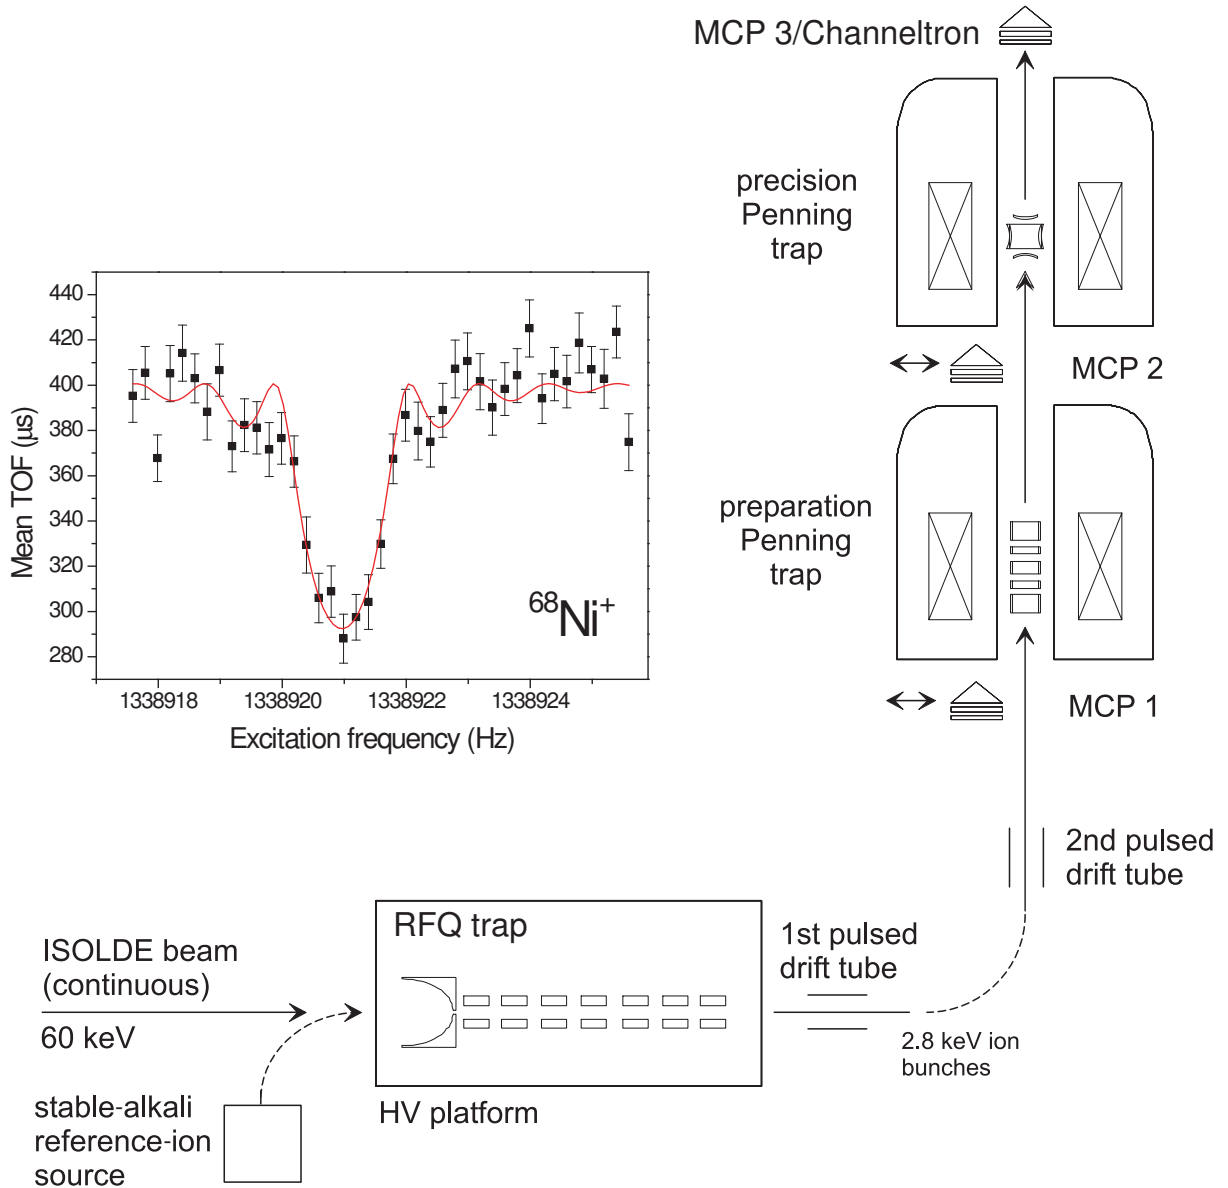 MCP 3/Channeltron
precision
Penning
trap
MCP 2
preparation
Penning
trap
MCP 1
440
420
400
380
360
340
320
300
280
Mean TOF (µs)
68Ni+
1338918 1338920 1338922 1338924
Excitation frequency (Hz)
2nd pulsed
drift tube
RFQ trap
1st pulsed
drift tube
ISOLDE beam
(continuous)
60 keV
2.8 keV ion
bunches
HV platform
stable-alkali
reference-ion
source